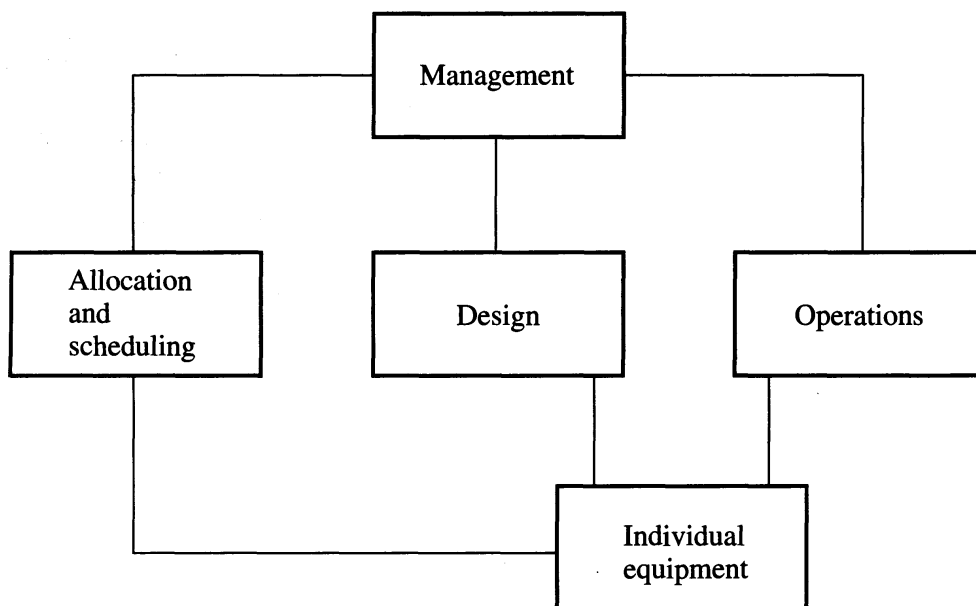 Management
Allocation
and
scheduling
Design
Operations
Individual
equipment